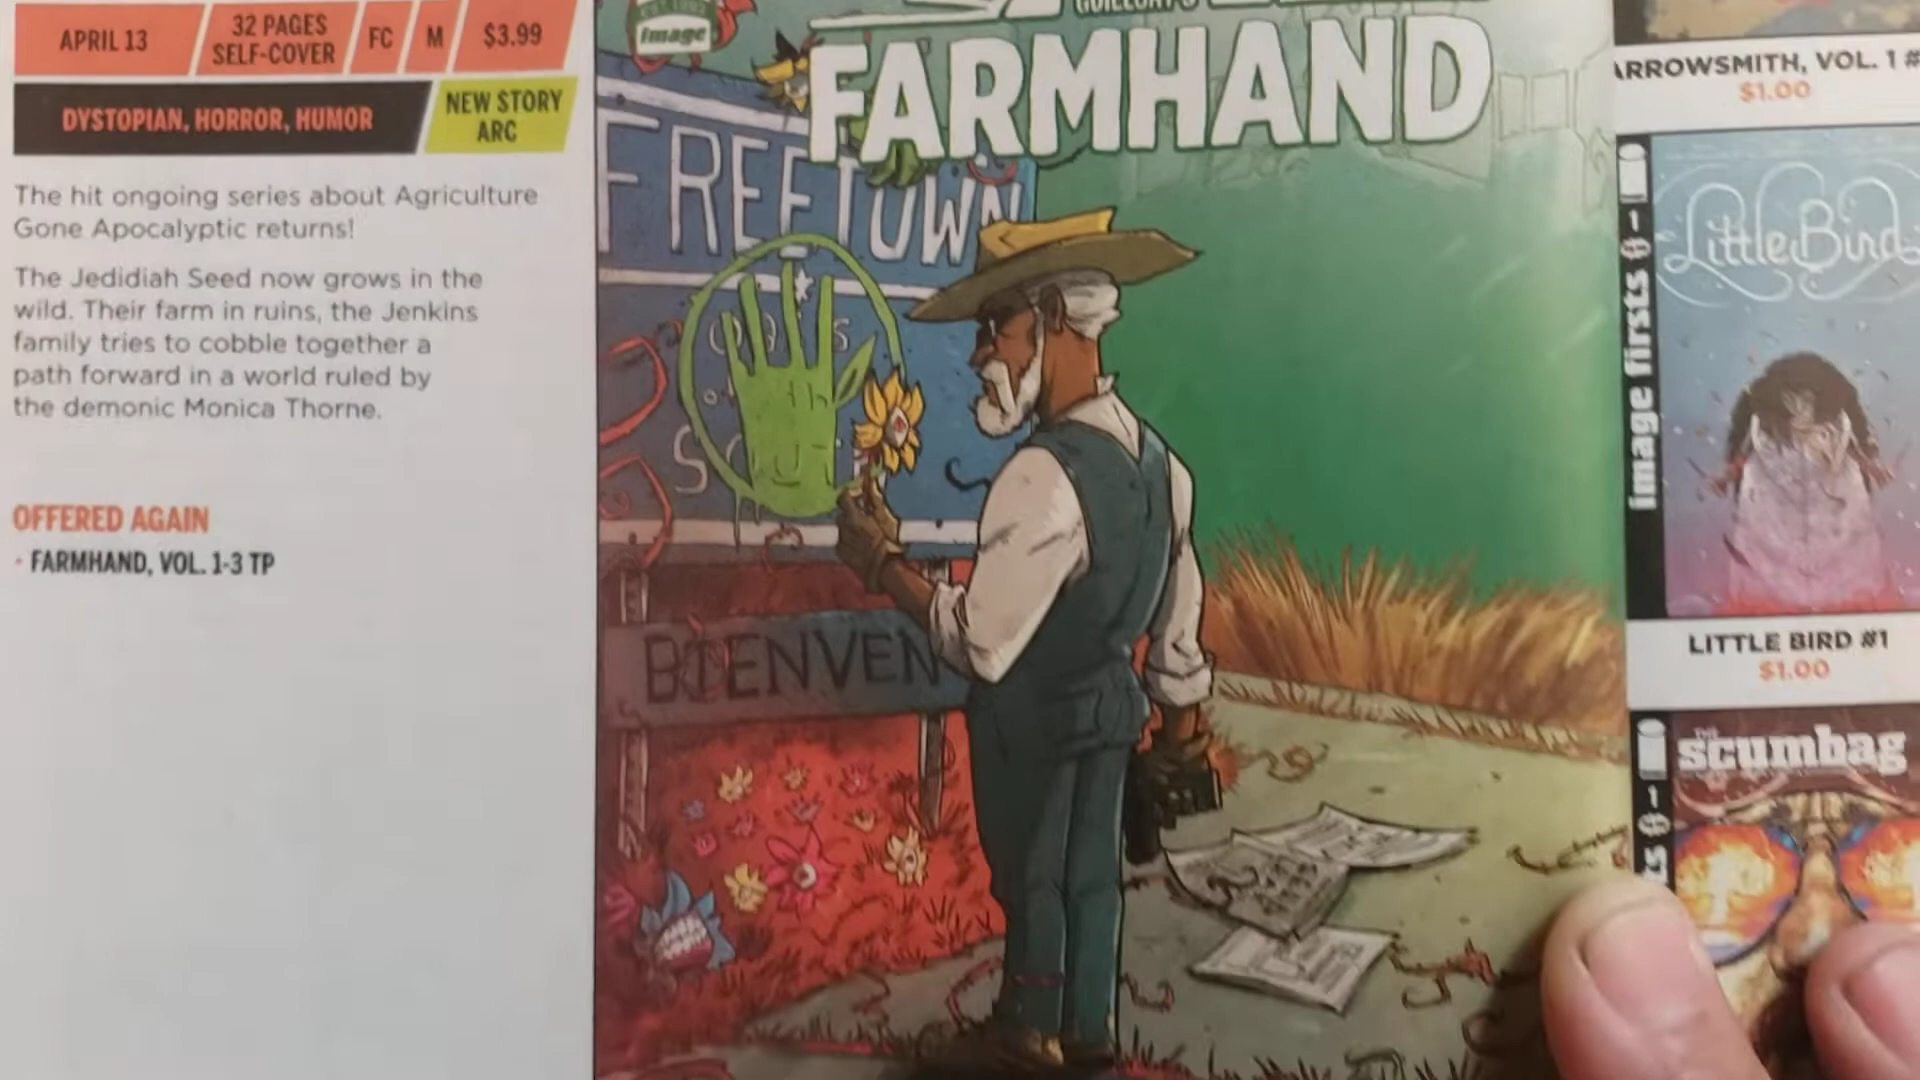 APRIL 13
32 PAGES
SELF-COVER
FC
M
$3.99
DYSTOPIAN, HORROR, HUMOR
NEW STORY
ARC
The hit ongoing series about Agriculture
Gone Apocalyptic returns!
The Jedidiah Seed now grows in the
wild. Their farm in ruins, the Jenkins
family tries to cobble together a
path forward in a world ruled by
the demonic Monica Thorne.
OFFERED AGAIN
· FARMHAND, VOL. 1-3 TP
image
GUILLORY'S
FARMHAND
FREETOWN
BIENVEN
ARROWSMITH, VOL. 1 #
$1.00
image firsts 1
Little Bird
LITTLE BIRD #1
$1.00
THE
scumbag
1